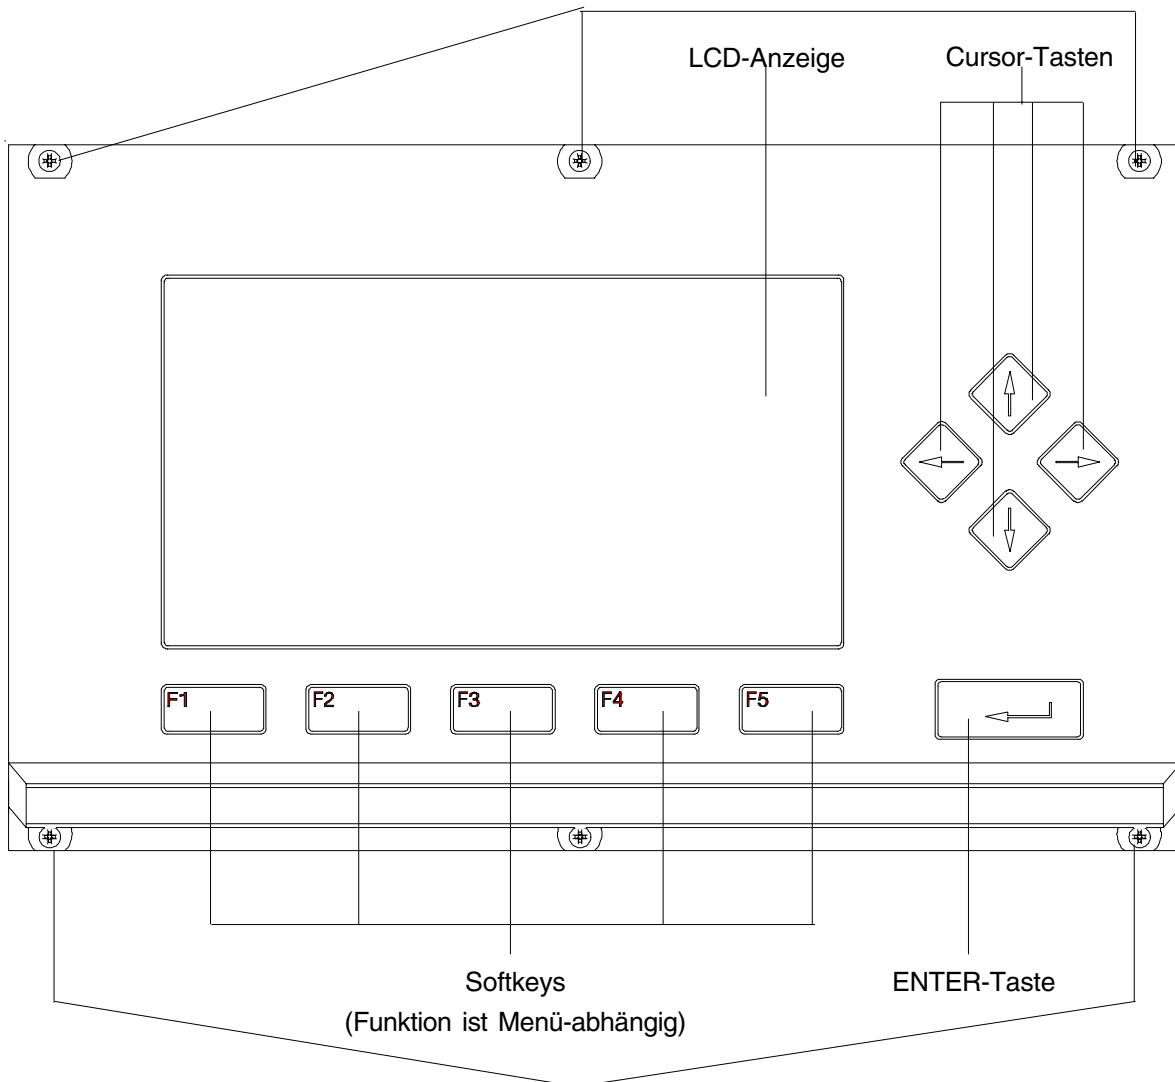 LCD-Anzeige
Cursor-Tasten
F1
F2
F3
F4
F5
Softkeys
(Funktion ist Menü-abhängig)
ENTER-Taste